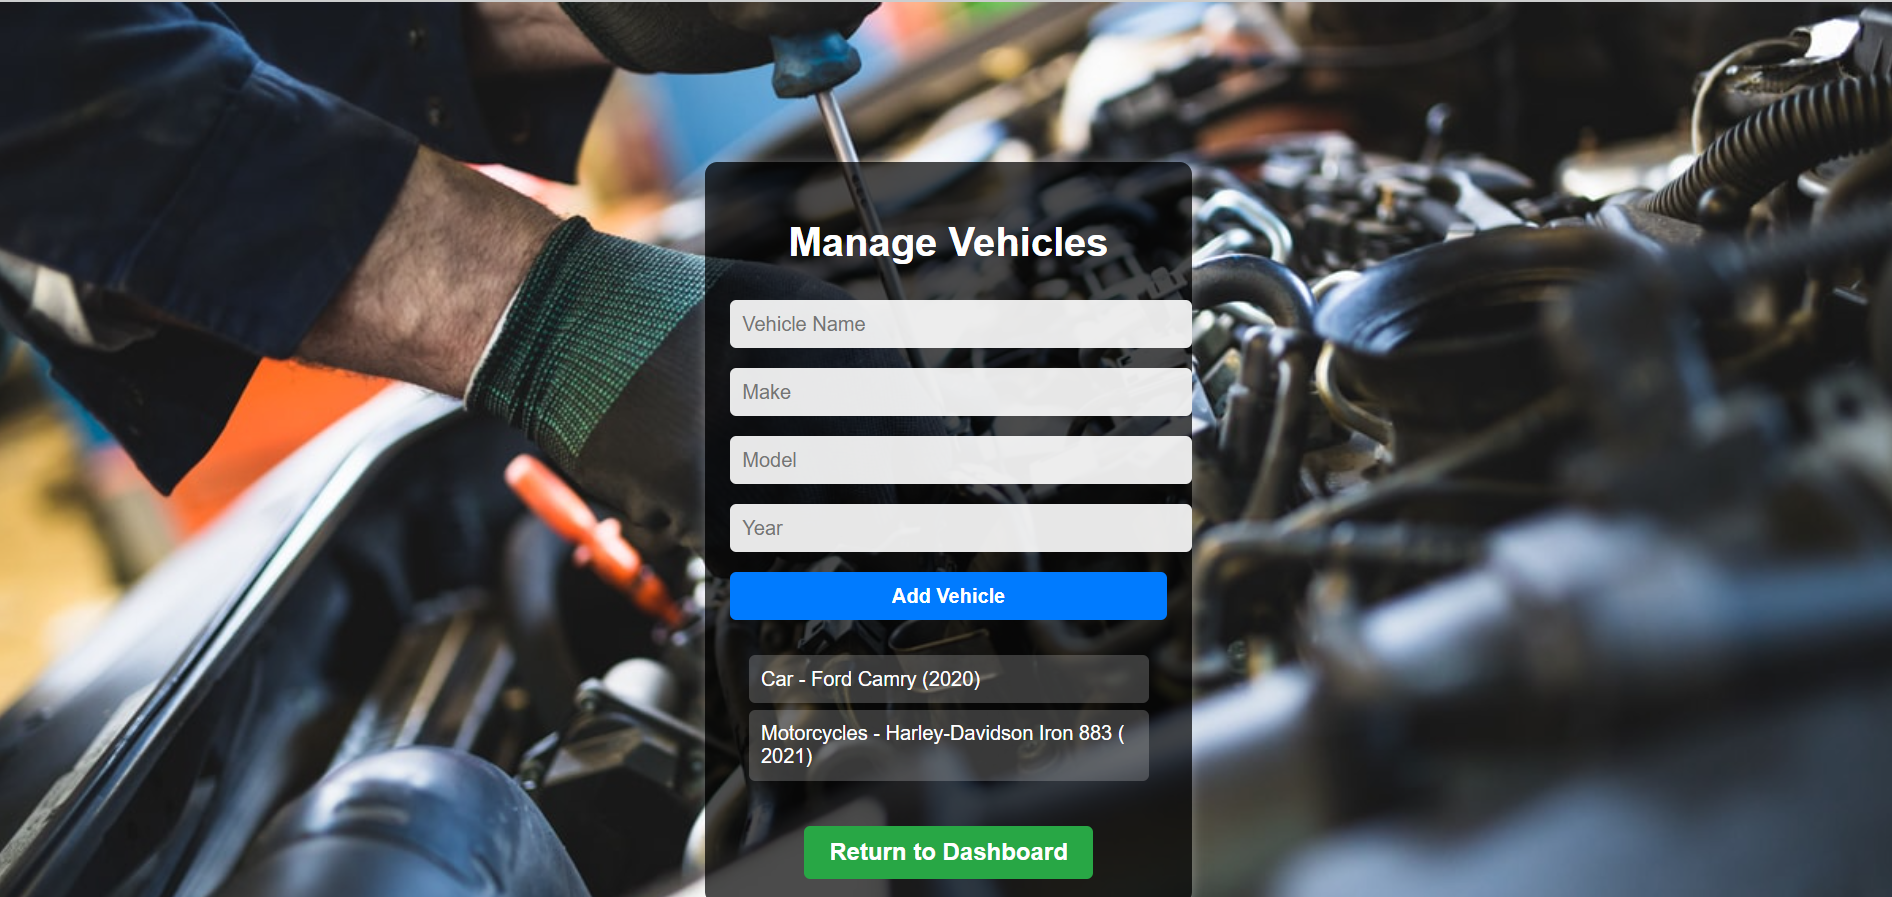 Manage Vehicles
Vehicle Name
Make
Model
Year
Add Vehicle
Car - Ford Camry (2020)
Motorcycles - Harley-Davidson Iron 883 (
2021)
Return to Dashboard